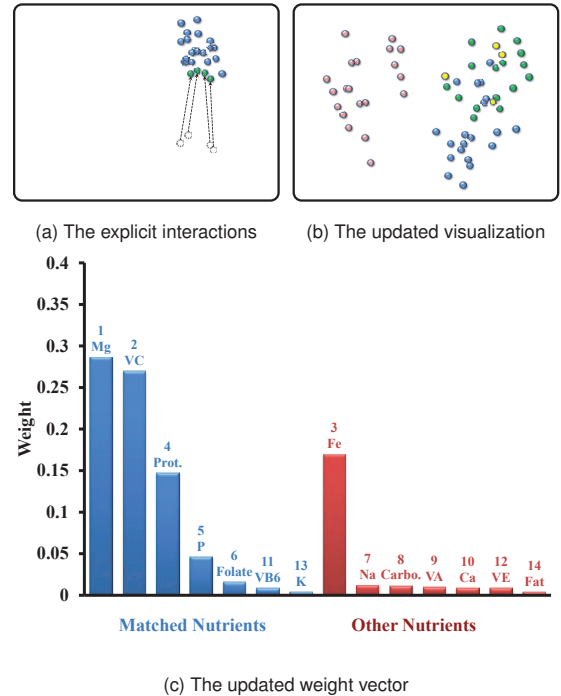 (a) The explicit interactions
(b) The updated visualization
0.4
0.35
0.3
0.25
0.2
0.15
0.1
0.05
0
Weight
1
Mg
2
VC
4
Prot.
5
P
6
Folate
11
VB6
13
K
3
Fe
7
Na
8
Carbo.
9
VA
10
Ca
12
VE
14
Fat
Matched Nutrients
Other Nutrients
(c) The updated weight vector